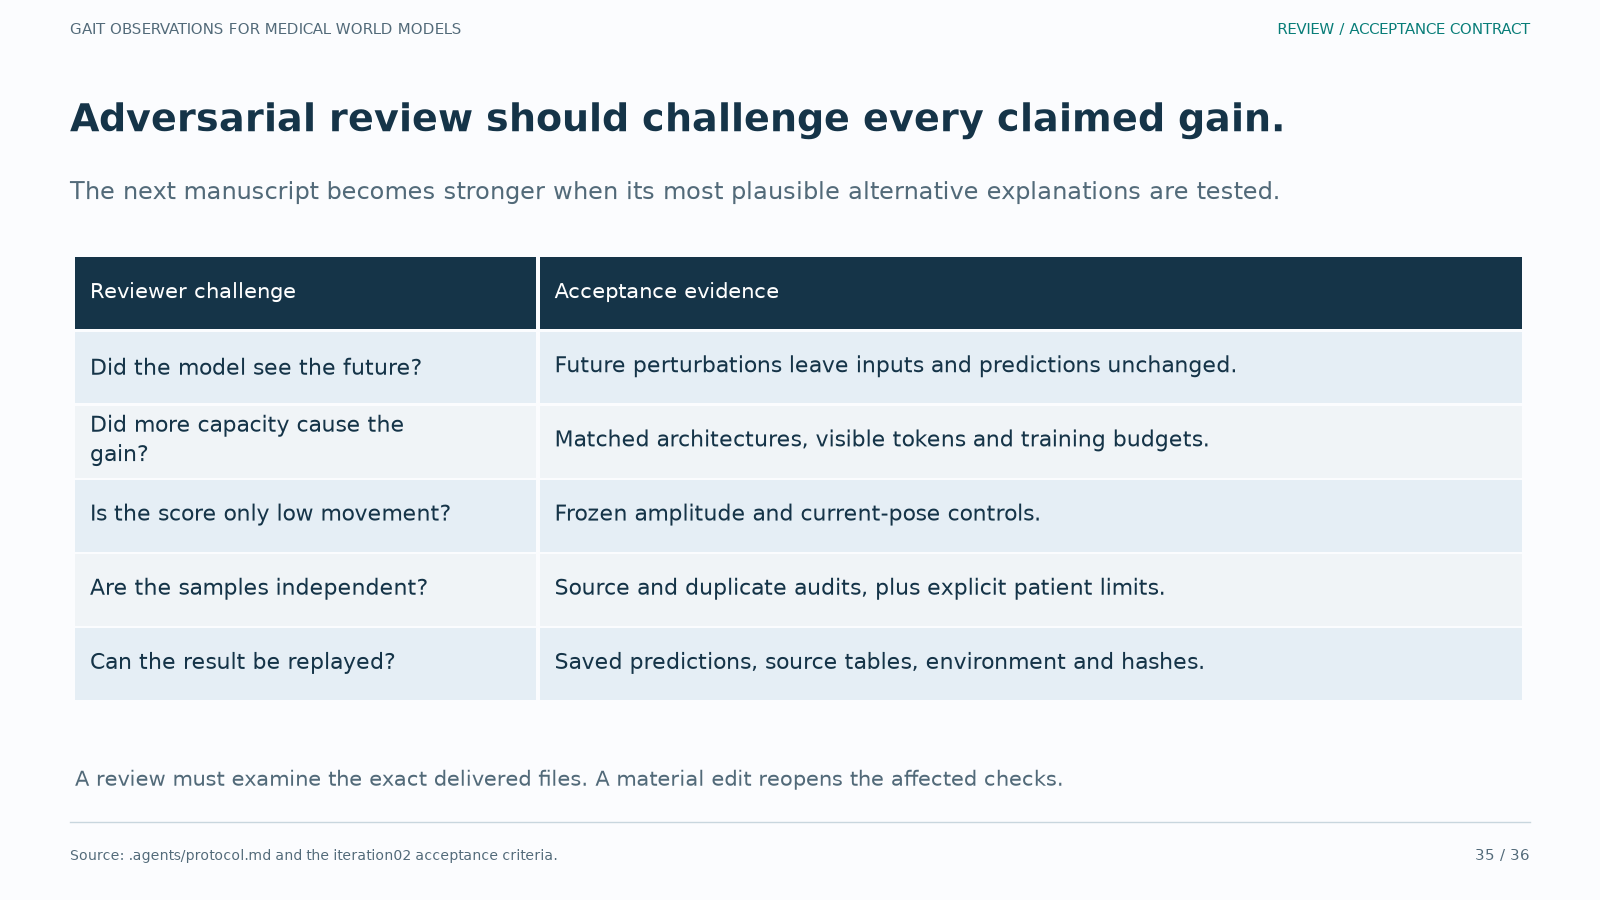 GAIT OBSERVATIONS FOR MEDICAL WORLD MODELS
REVIEW / ACCEPTANCE CONTRACT
Adversarial review should challenge every claimed gain.
The next manuscript becomes stronger when its most plausible alternative explanations are tested.
Reviewer challenge
Acceptance evidence
Did the model see the future?
Future perturbations leave inputs and predictions unchanged.
Did more capacity cause the
gain?
Matched architectures, visible tokens and training budgets.
Is the score only low movement?
Frozen amplitude and current-pose controls.
Are the samples independent?
Source and duplicate audits, plus explicit patient limits.
Can the result be replayed?
Saved predictions, source tables, environment and hashes.
A review must examine the exact delivered files. A material edit reopens the affected checks.
Source: .agents/protocol.md and the iteration02 acceptance criteria.
35 / 36